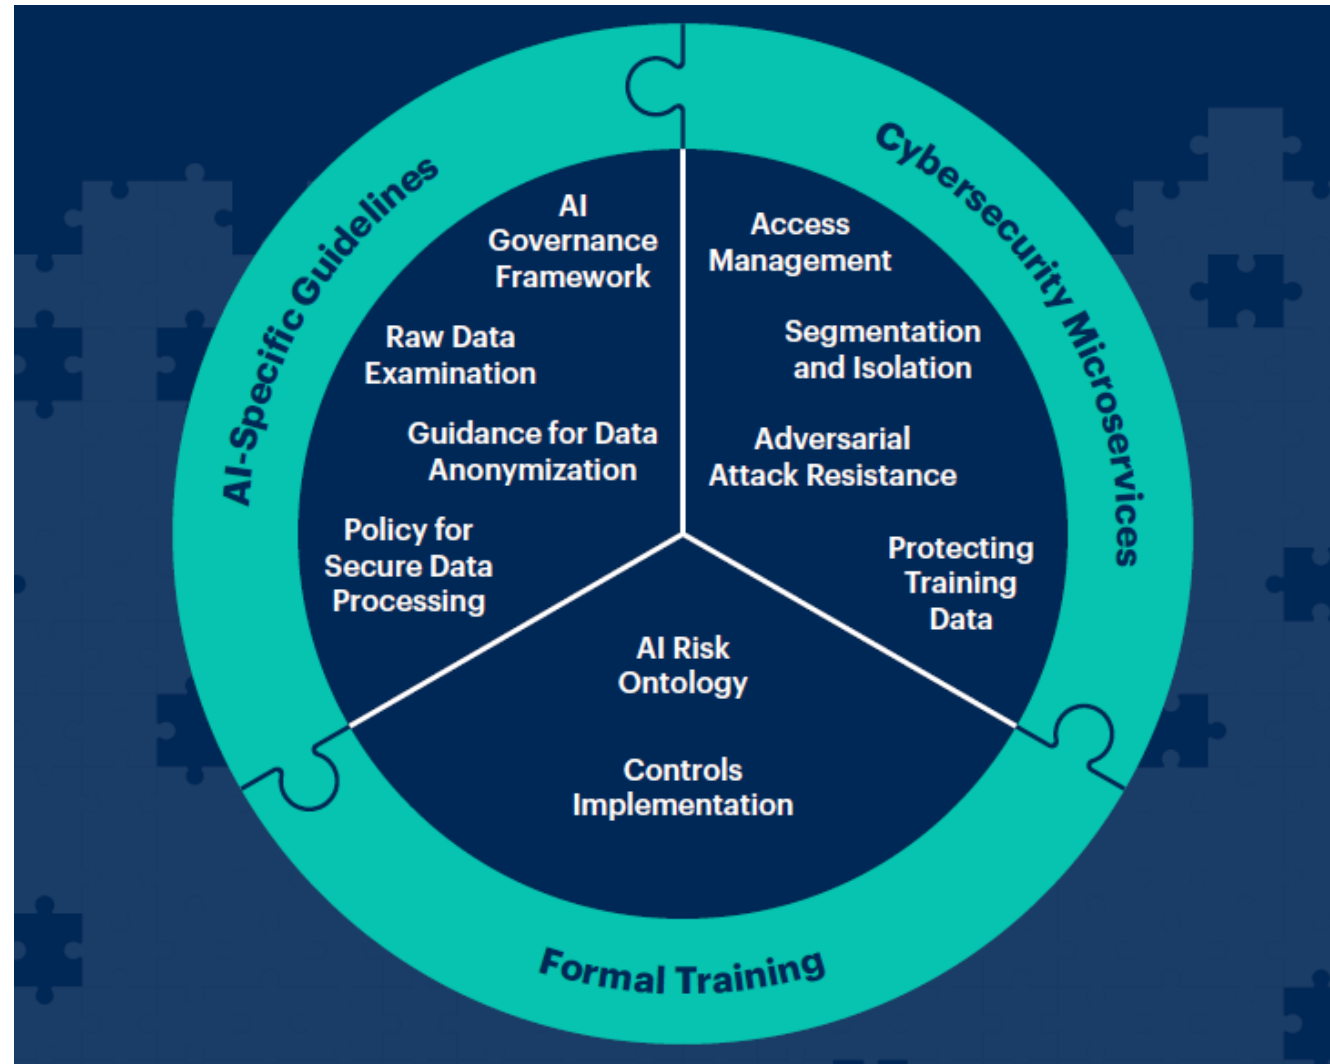 AI-Specific Guidelines
AI
Governance
Framework
Raw Data
Examination
Guidance for Data
Anonymization
Policy for
Secure Data
Processing
Cybersecurity Microservices
Access
Management
Segmentation
and Isolation
Adversarial
Attack Resistance
Protecting
Training
Data
AI Risk
Ontology
Controls
Implementation
Formal Training